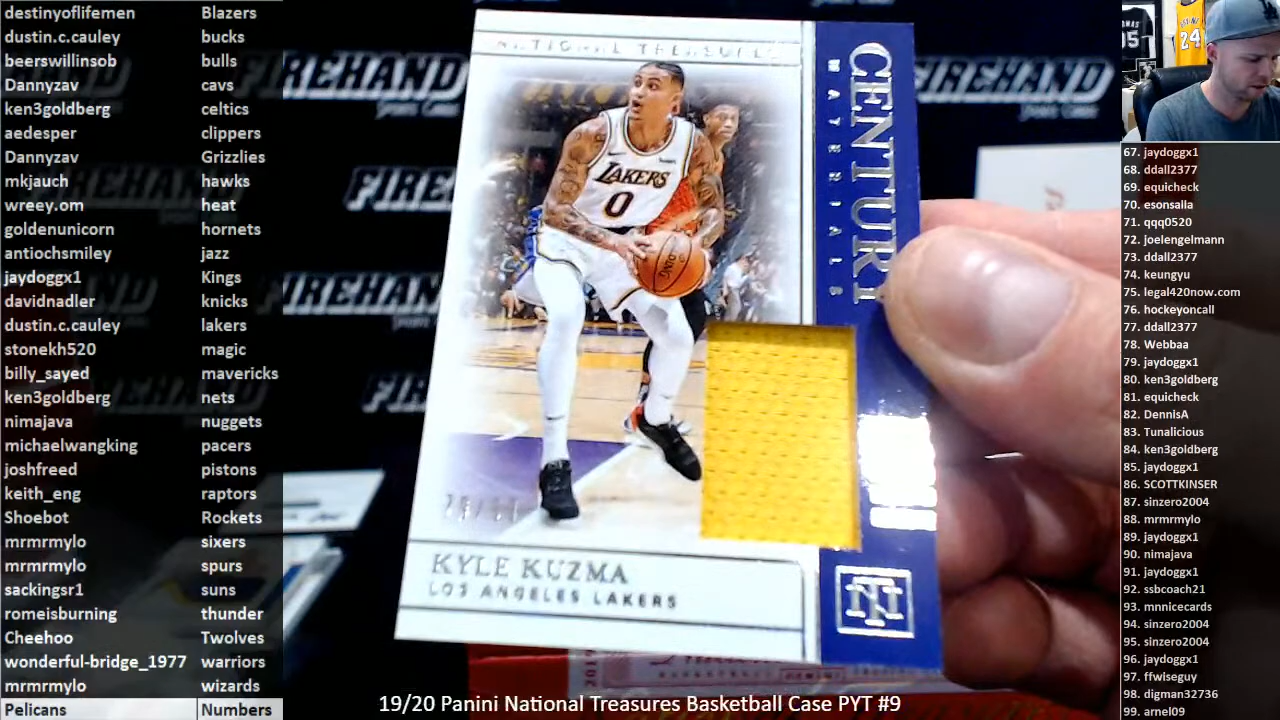 destinyoflifemen Blazers
dustin.c.cauley bucks
beerswillinsob bulls
Dannyzav cavs
ken3goldberg celtics
aedesper clippers
Dannyzav Grizzlies
mkjauch hawks
wreey.om heat
goldenunicorn hornets
antiochsmiley jazz
jaydoggx1 Kings
davidnadler knicks
dustin.c.cauley lakers
stonekh520 magic
billy_sayed mavericks
ken3goldberg nets
nimajava nuggets
michaelwangking pacers
joshfreed pistons
keith_eng raptors
Shoebot Rockets
mrmrmylo sixers
mrmrmylo spurs
sackingsr1 suns
romeisburning thunder
Cheehoo Twolves
wonderful-bridge_1977 warriors
mrmrmylo wizards
Pelicans Numbers
FIREHAND
FIREHAND
FIREHAND
NATIONAL TREASURES
CENTURY
MATERIALS
LAKERS
0
KYLE KUZMA
LOS ANGELES LAKERS
NT
19/20 Panini National Treasures Basketball Case PYT #9
24
67. jaydoggx1
68. ddall2377
69. equicheck
70. esonsalla
71. qqq0520
72. joelengelmann
73. ddall2377
74. keungyu
75. legal420now.com
76. hockeyoncall
77. ddall2377
78. Webbaa
79. jaydoggx1
80. ken3goldberg
81. equicheck
82. DennisA
83. Tunalicious
84. ken3goldberg
85. jaydoggx1
86. SCOTTKINSER
87. sinzero2004
88. mrmrmylo
89. jaydoggx1
90. nimajava
91. jaydoggx1
92. ssbcoach21
93. mnnicecards
94. sinzero2004
95. sinzero2004
96. jaydoggx1
97. ffwiseguy
98. digman32736
99. arnel09